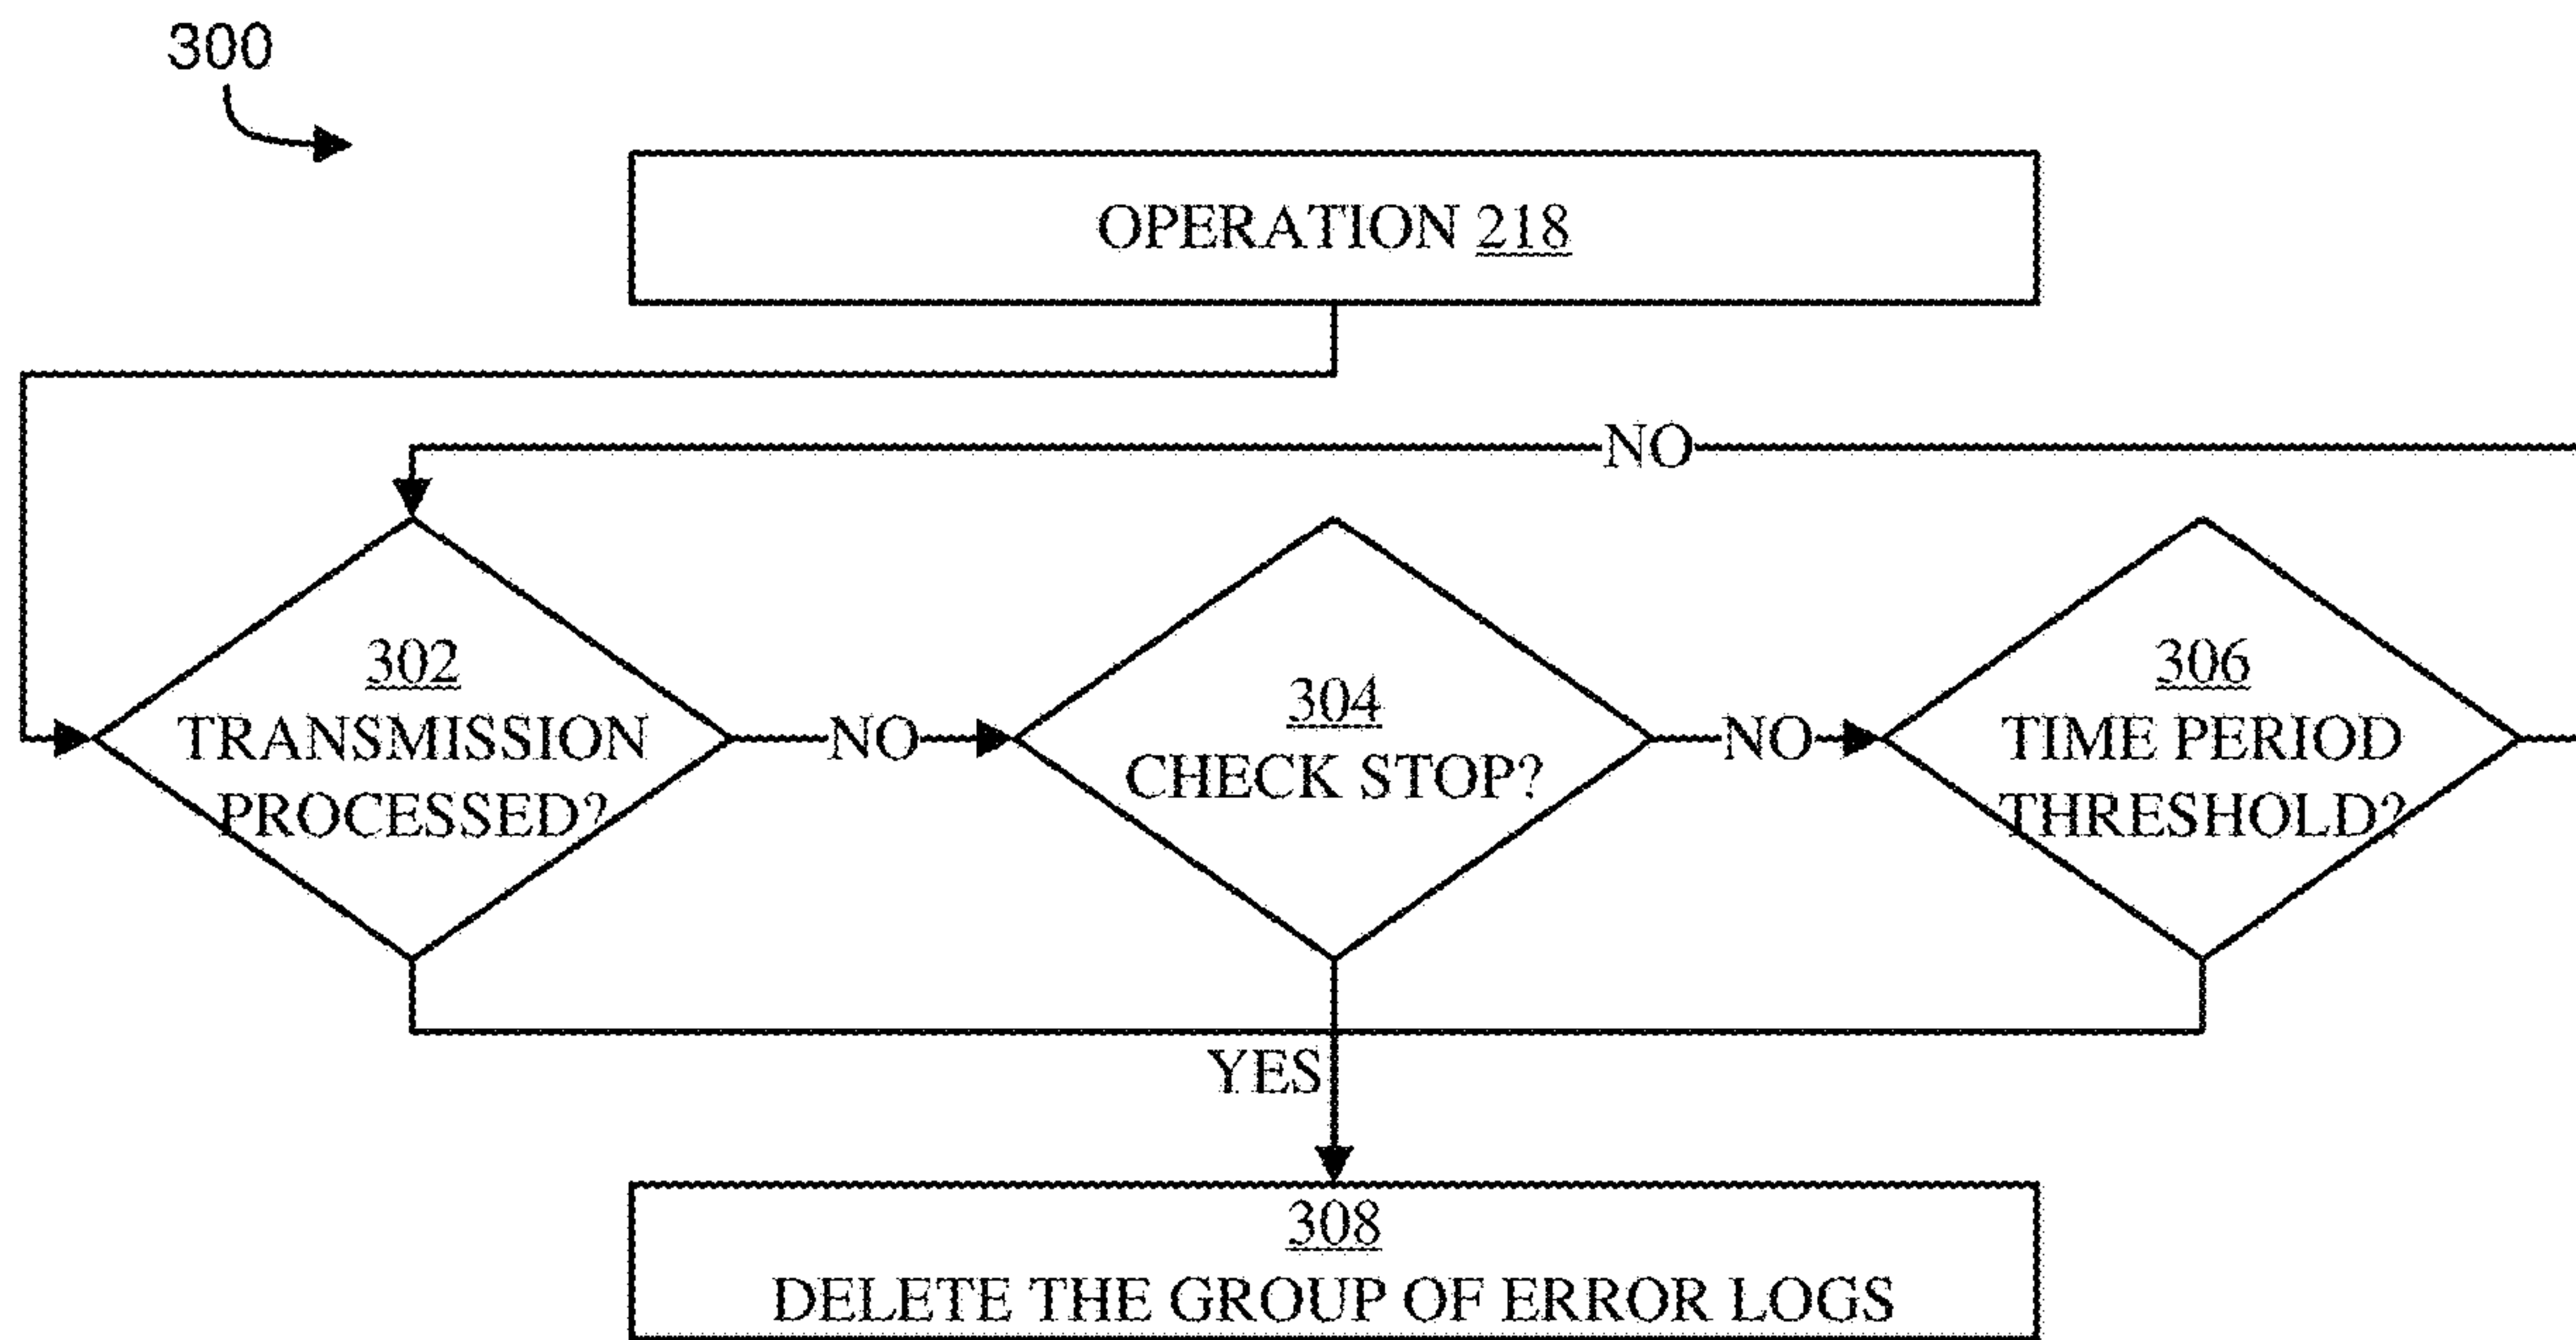 300
OPERATION 218
NO
302
TRANSMISSION
PROCESSED?
NO
304
CHECK STOP?
NO
306
TIME PERIOD
THRESHOLD?
YES
308
DELETE THE GROUP OF ERROR LOGS